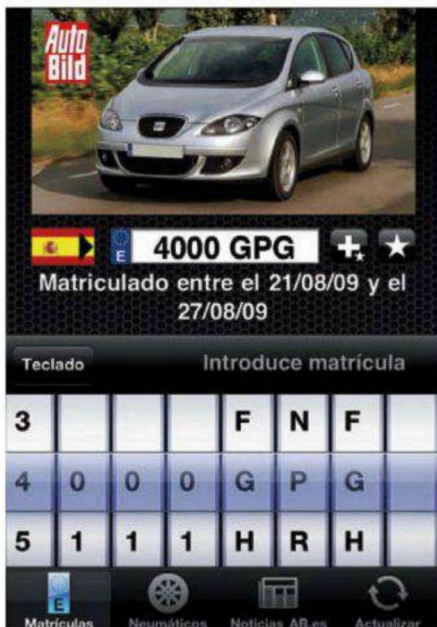 Auto
Bild
E 4000 GPG
Matriculado entre el 21/08/09 y el
27/08/09
Teclado Introduce matrícula
3 F N F
4 0 0 0 G P G
5 1 1 1 H R H
E
Matrículas Neumáticos Noticias AB.es Actualizar